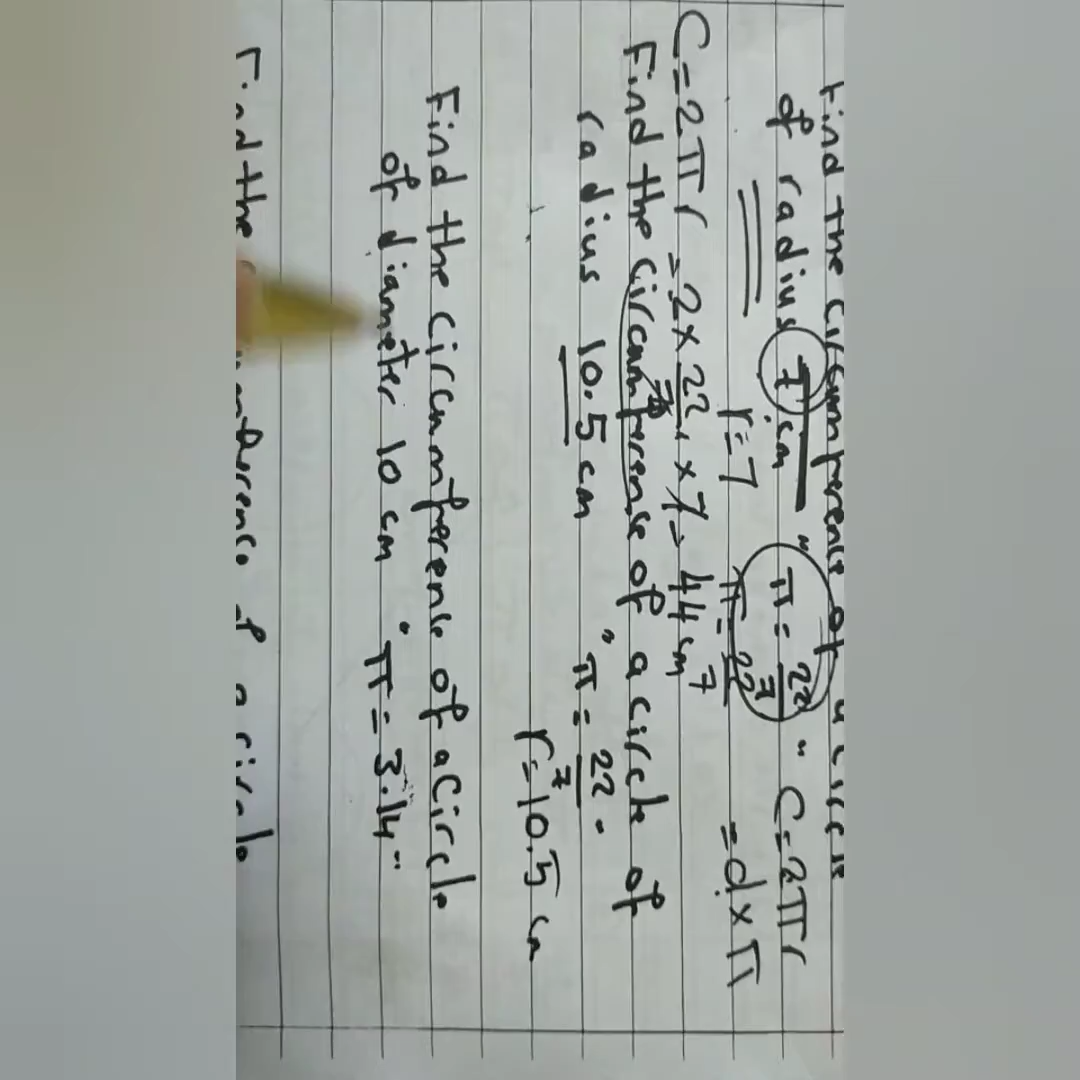 Find the circumference of a circle
of radius 7 cm " π = 22/7 " C = 2πr
r = 7 π = 22/7 = d × π
C = 2πr = 2 × 22/7 × 7 = 44 cm
Find the circumference of a circle of
radius 10.5 cm " π = 22/7 "
r = 10.5 cm
Find the circumference of a circle
of diameter 10 cm " π = 3.14 "
Find the of a circle